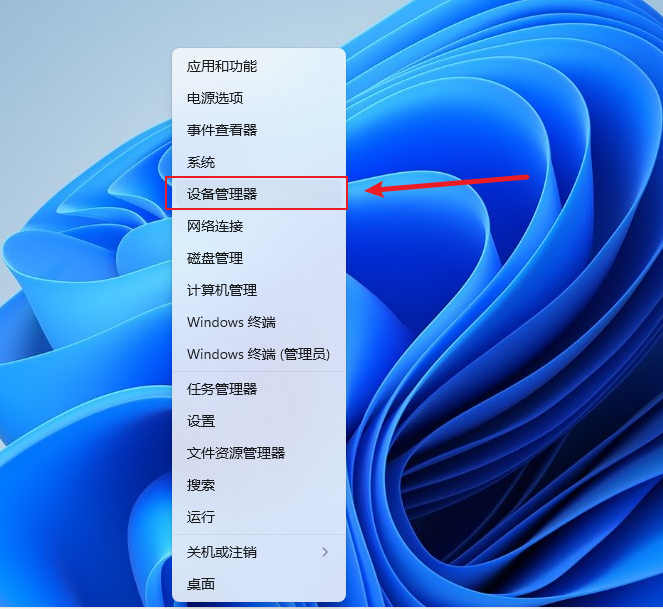 应用和功能
电源选项
事件查看器
系统
设备管理器
网络连接
磁盘管理
计算机管理
Windows 终端
Windows 终端 (管理员)
任务管理器
设置
文件资源管理器
搜索
运行
关机或注销
桌面